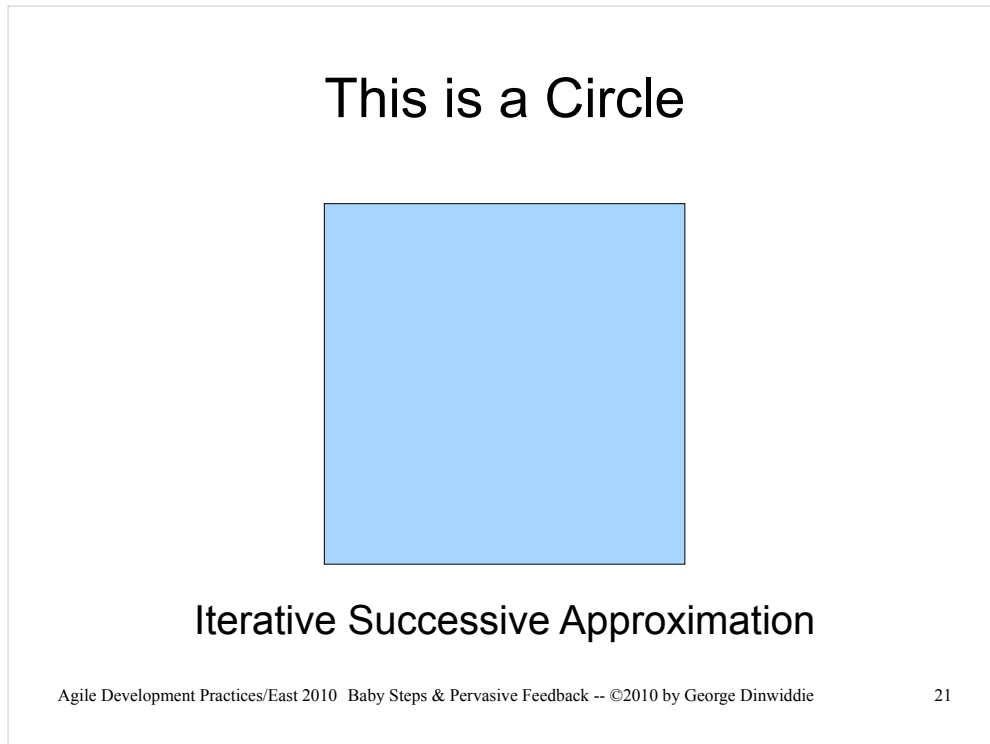 This is a Circle
Iterative Successive Approximation
Agile Development Practices/East 2010 Baby Steps & Pervasive Feedback -- ©2010 by George Dinwiddie 21